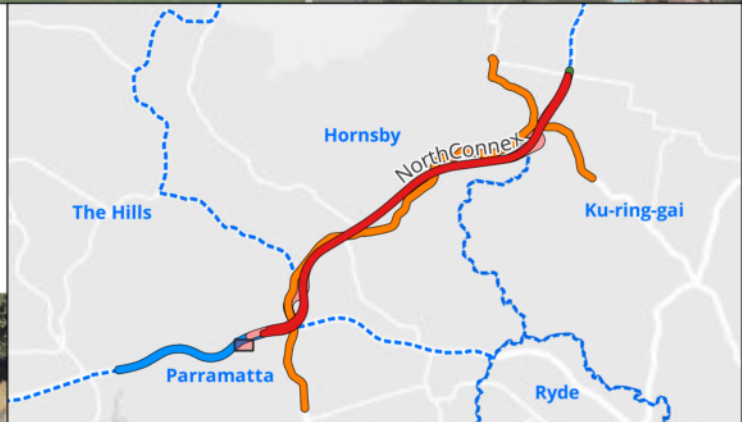 Hornsby
NorthConnex
The Hills
Ku-ring-gai
Parramatta
Ryde